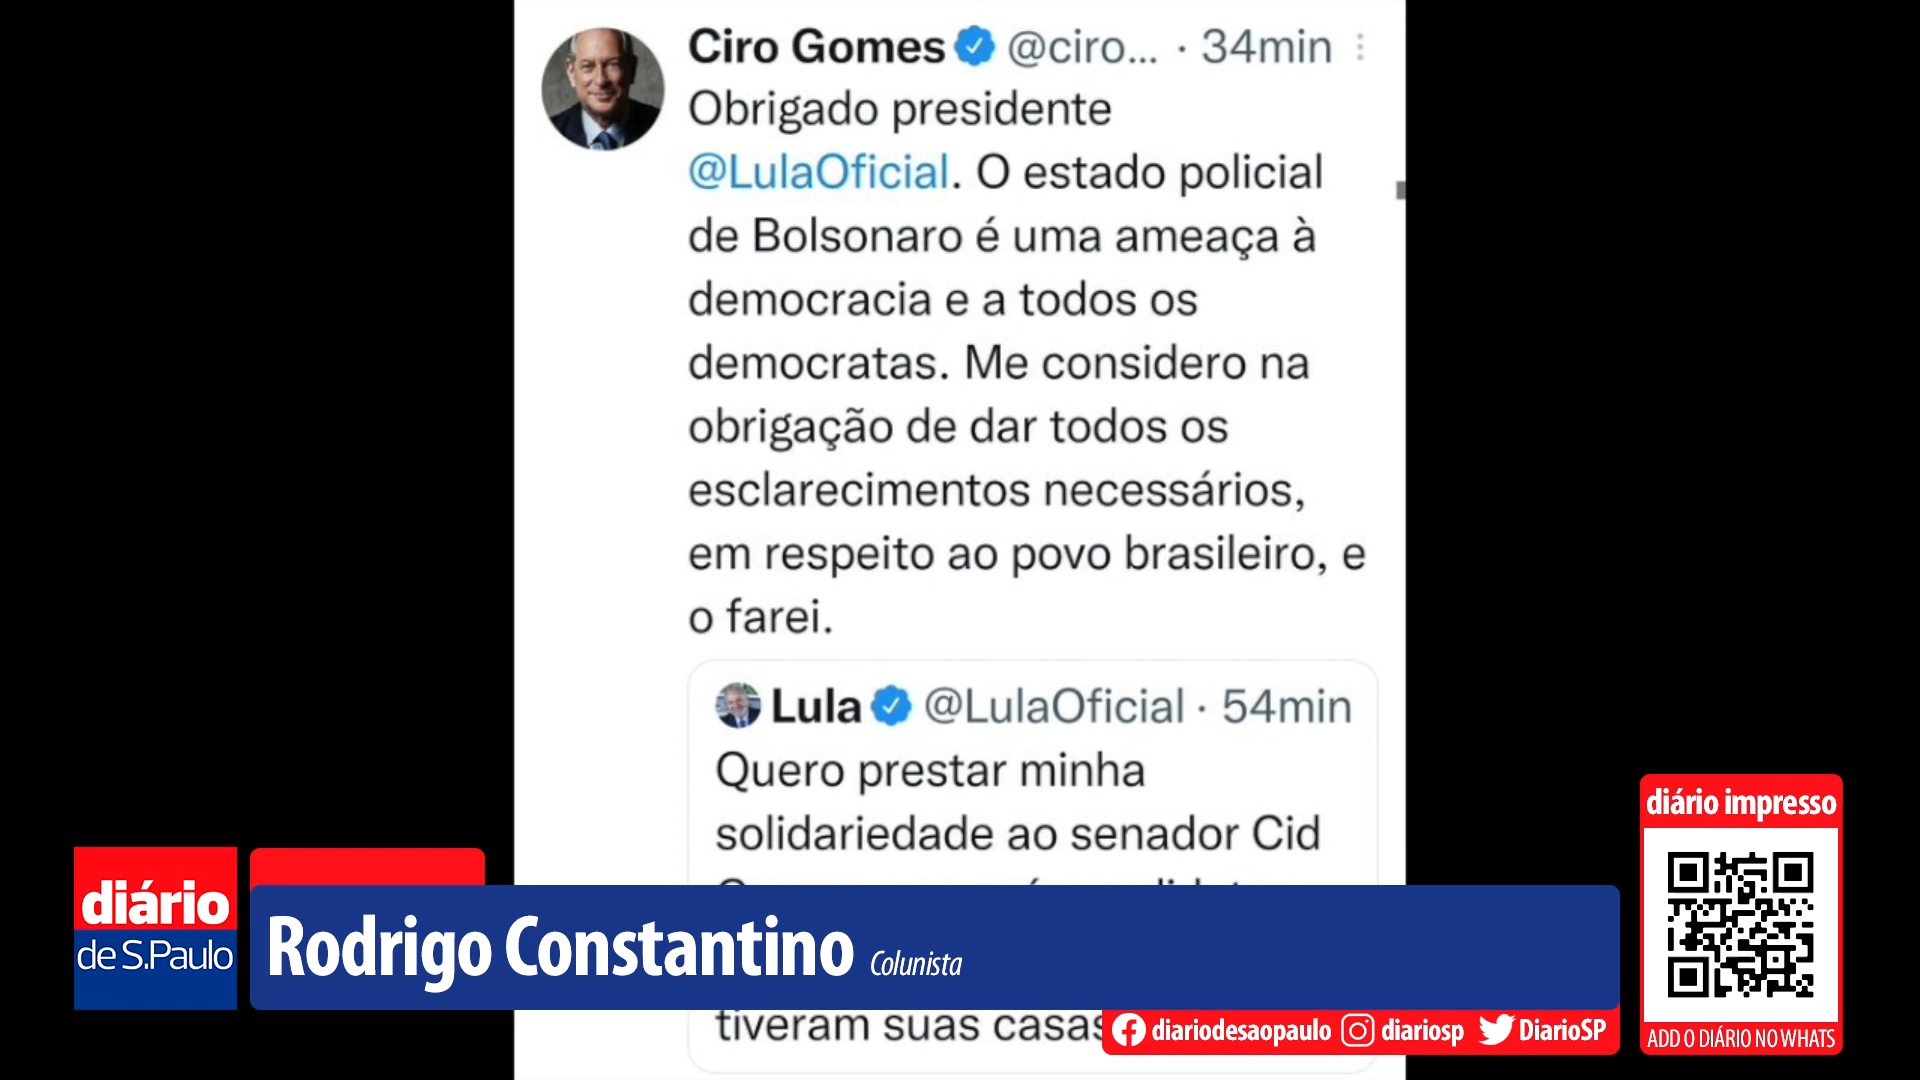 Ciro Gomes @ciro... · 34min
Obrigado presidente
@LulaOficial. O estado policial
de Bolsonaro é uma ameaça à
democracia e a todos os
democratas. Me considero na
obrigação de dar todos os
esclarecimentos necessários,
em respeito ao povo brasileiro, e
o farei.
Lula @LulaOficial · 54min
Quero prestar minha
solidariedade ao senador Cid
tiveram suas casas
diário
de S.Paulo
Rodrigo Constantino Colunista
diariodesaopaulo diariosp DiarioSP
diário impresso
ADD O DIÁRIO NO WHATS